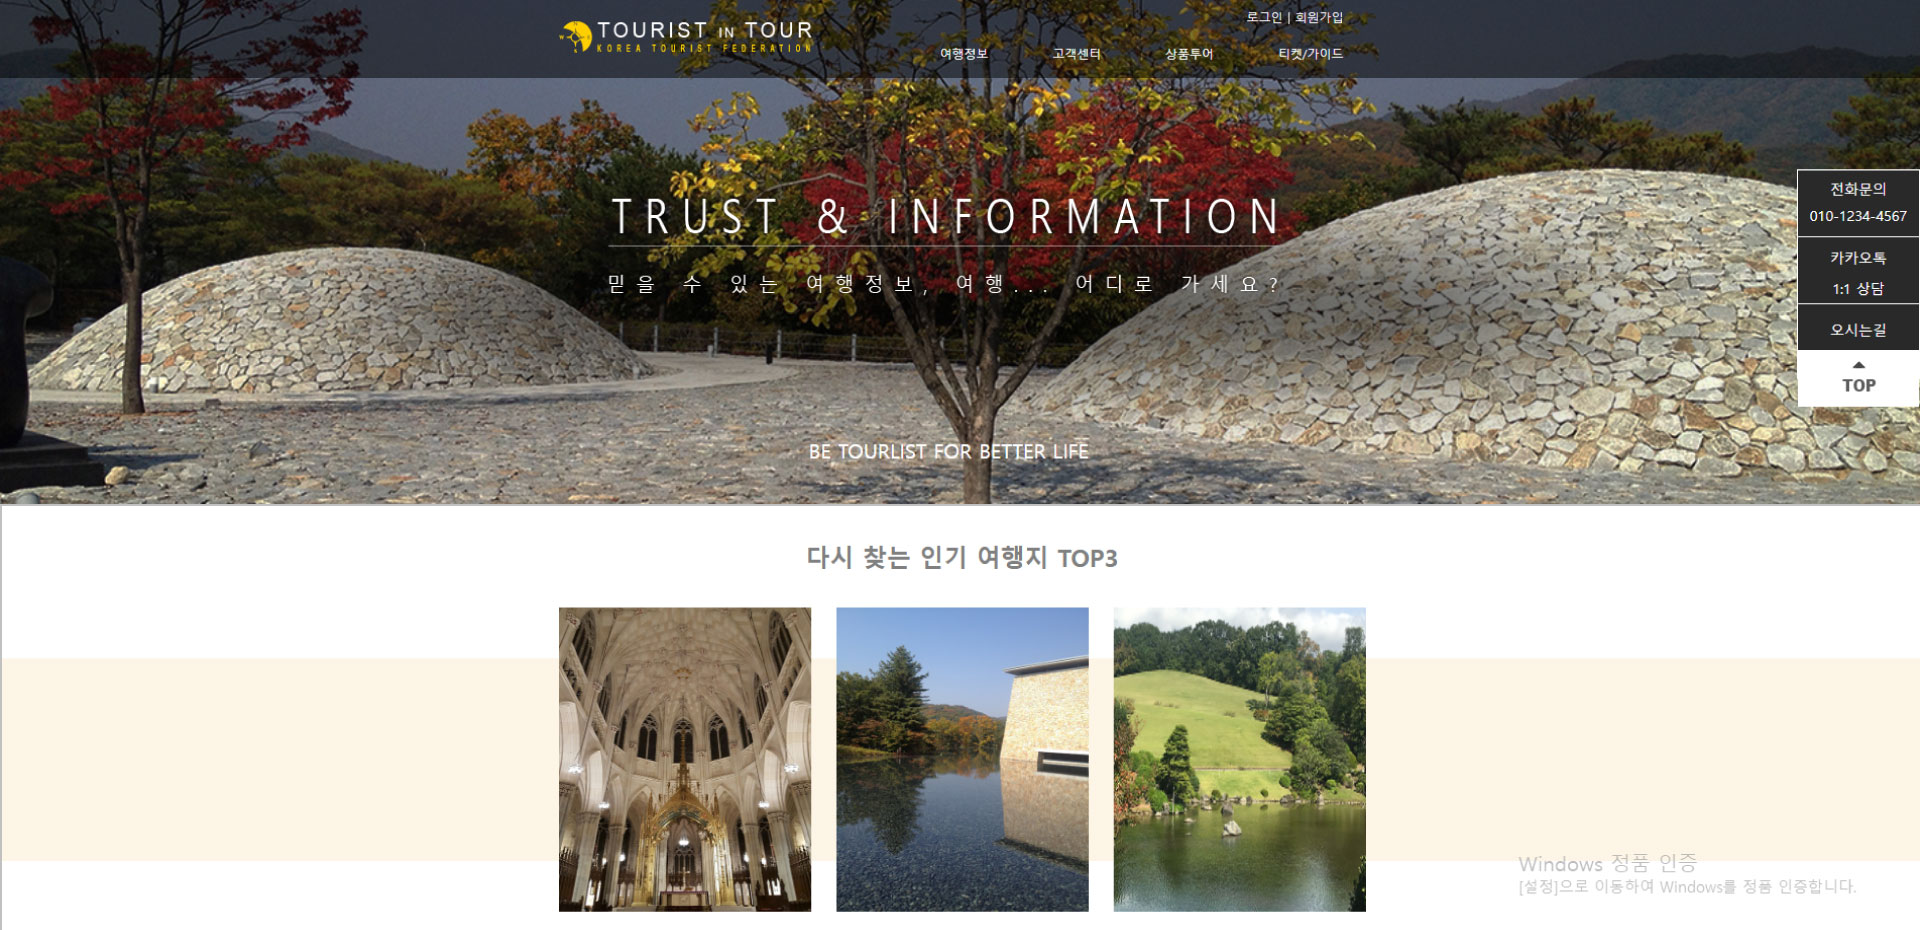 TOURIST IN TOUR
KOREA TOURIST FEDERATION
로그인 | 회원가입
여행정보 고객센터 상품투어 티켓/가이드
TRUST & INFORMATION
믿을 수 있는 여행정보, 여행... 어디로 가세요?
BE TOURLIST FOR BETTER LIFE
전화문의
010-1234-4567
카카오톡
1:1 상담
오시는길
TOP
다시 찾는 인기 여행지 TOP3
Windows 정품 인증
[설정]으로 이동하여 Windows를 정품 인증합니다.